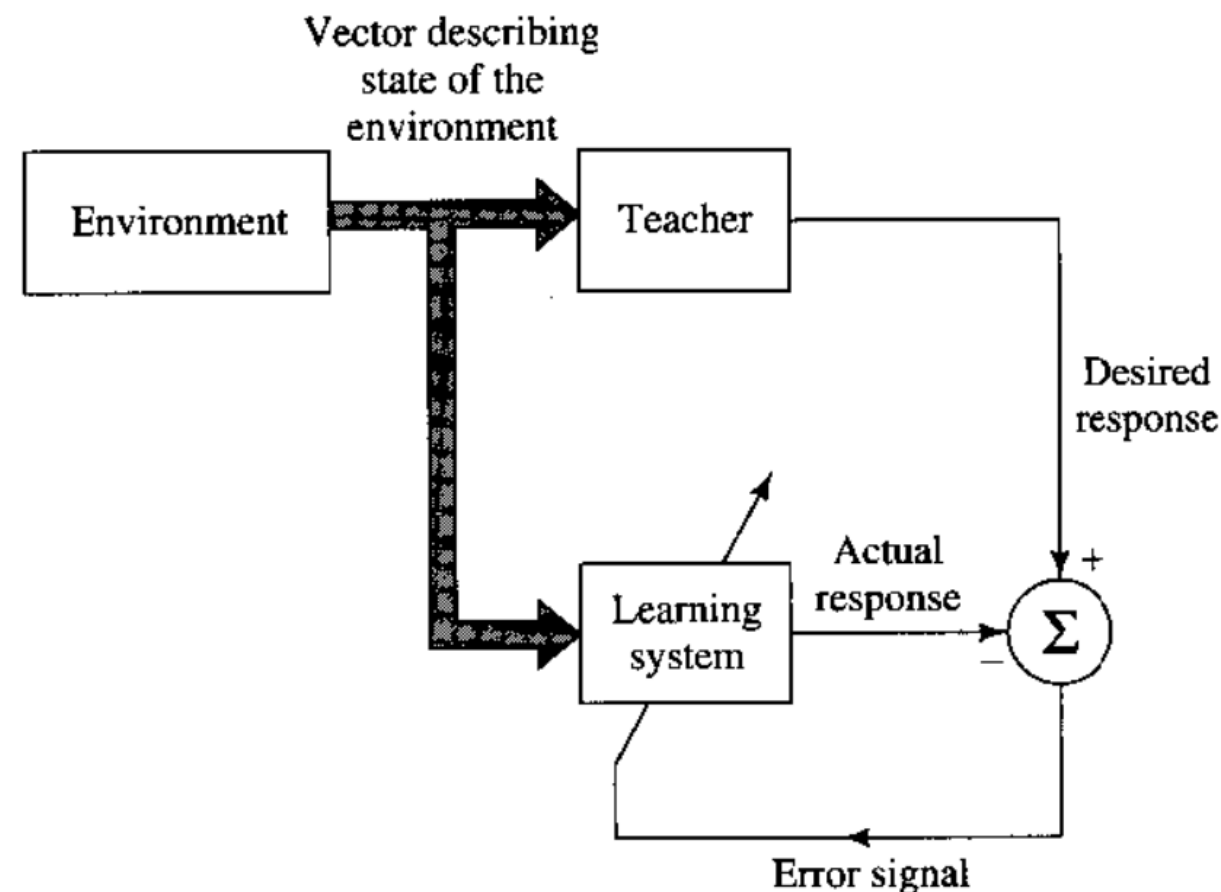 Vector describing
state of the
environment
Environment
Teacher
Desired
response
Actual
response
+
Learning
system
Σ
−
Error signal